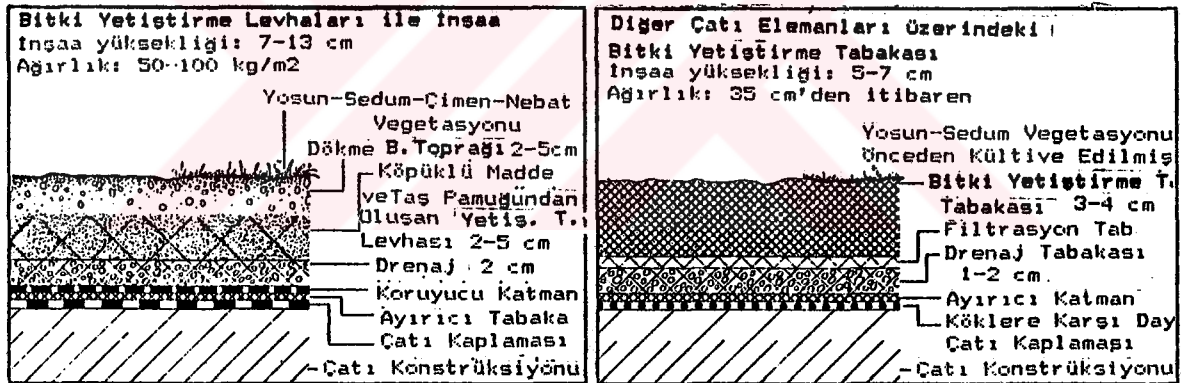 Bitki Yetiştirme Levhaları ile İnşaa
İnşaa yüksekliği: 7-13 cm
Ağırlık: 50-100 kg/m2
Yosun-Sedum-Çimen-Nebat
Vegetasyonu
Dökme B.Toprağı 2-5cm
Köpüklü Madde
veTaş Pamuğundan
Uluşan Yetiş. T.
Levhası 2-5 cm
Drenaj 2 cm
Koruyucu Katman
Ayırıcı Tabaka
Çatı Kaplaması
Çatı Konstrüksiyonu
Diğer Çatı Elemanları Üzerindeki
Bitki Yetiştirme Tabakası
İnşaa yüksekliği: 5-7 cm
Ağırlık: 35 cm'den itibaren
Yosun-Sedum Vegetasyonu
Önceden Kültive Edilmiş
Bitki Yetiştirme T.
Tabakası 3-4 cm
Filtrasyon Tab
Drenaj Tabakası
1-2 cm.
Ayırıcı Katman
Köklere Karşı Day
Çatı Kaplaması
Çatı Konstrüksiyonu